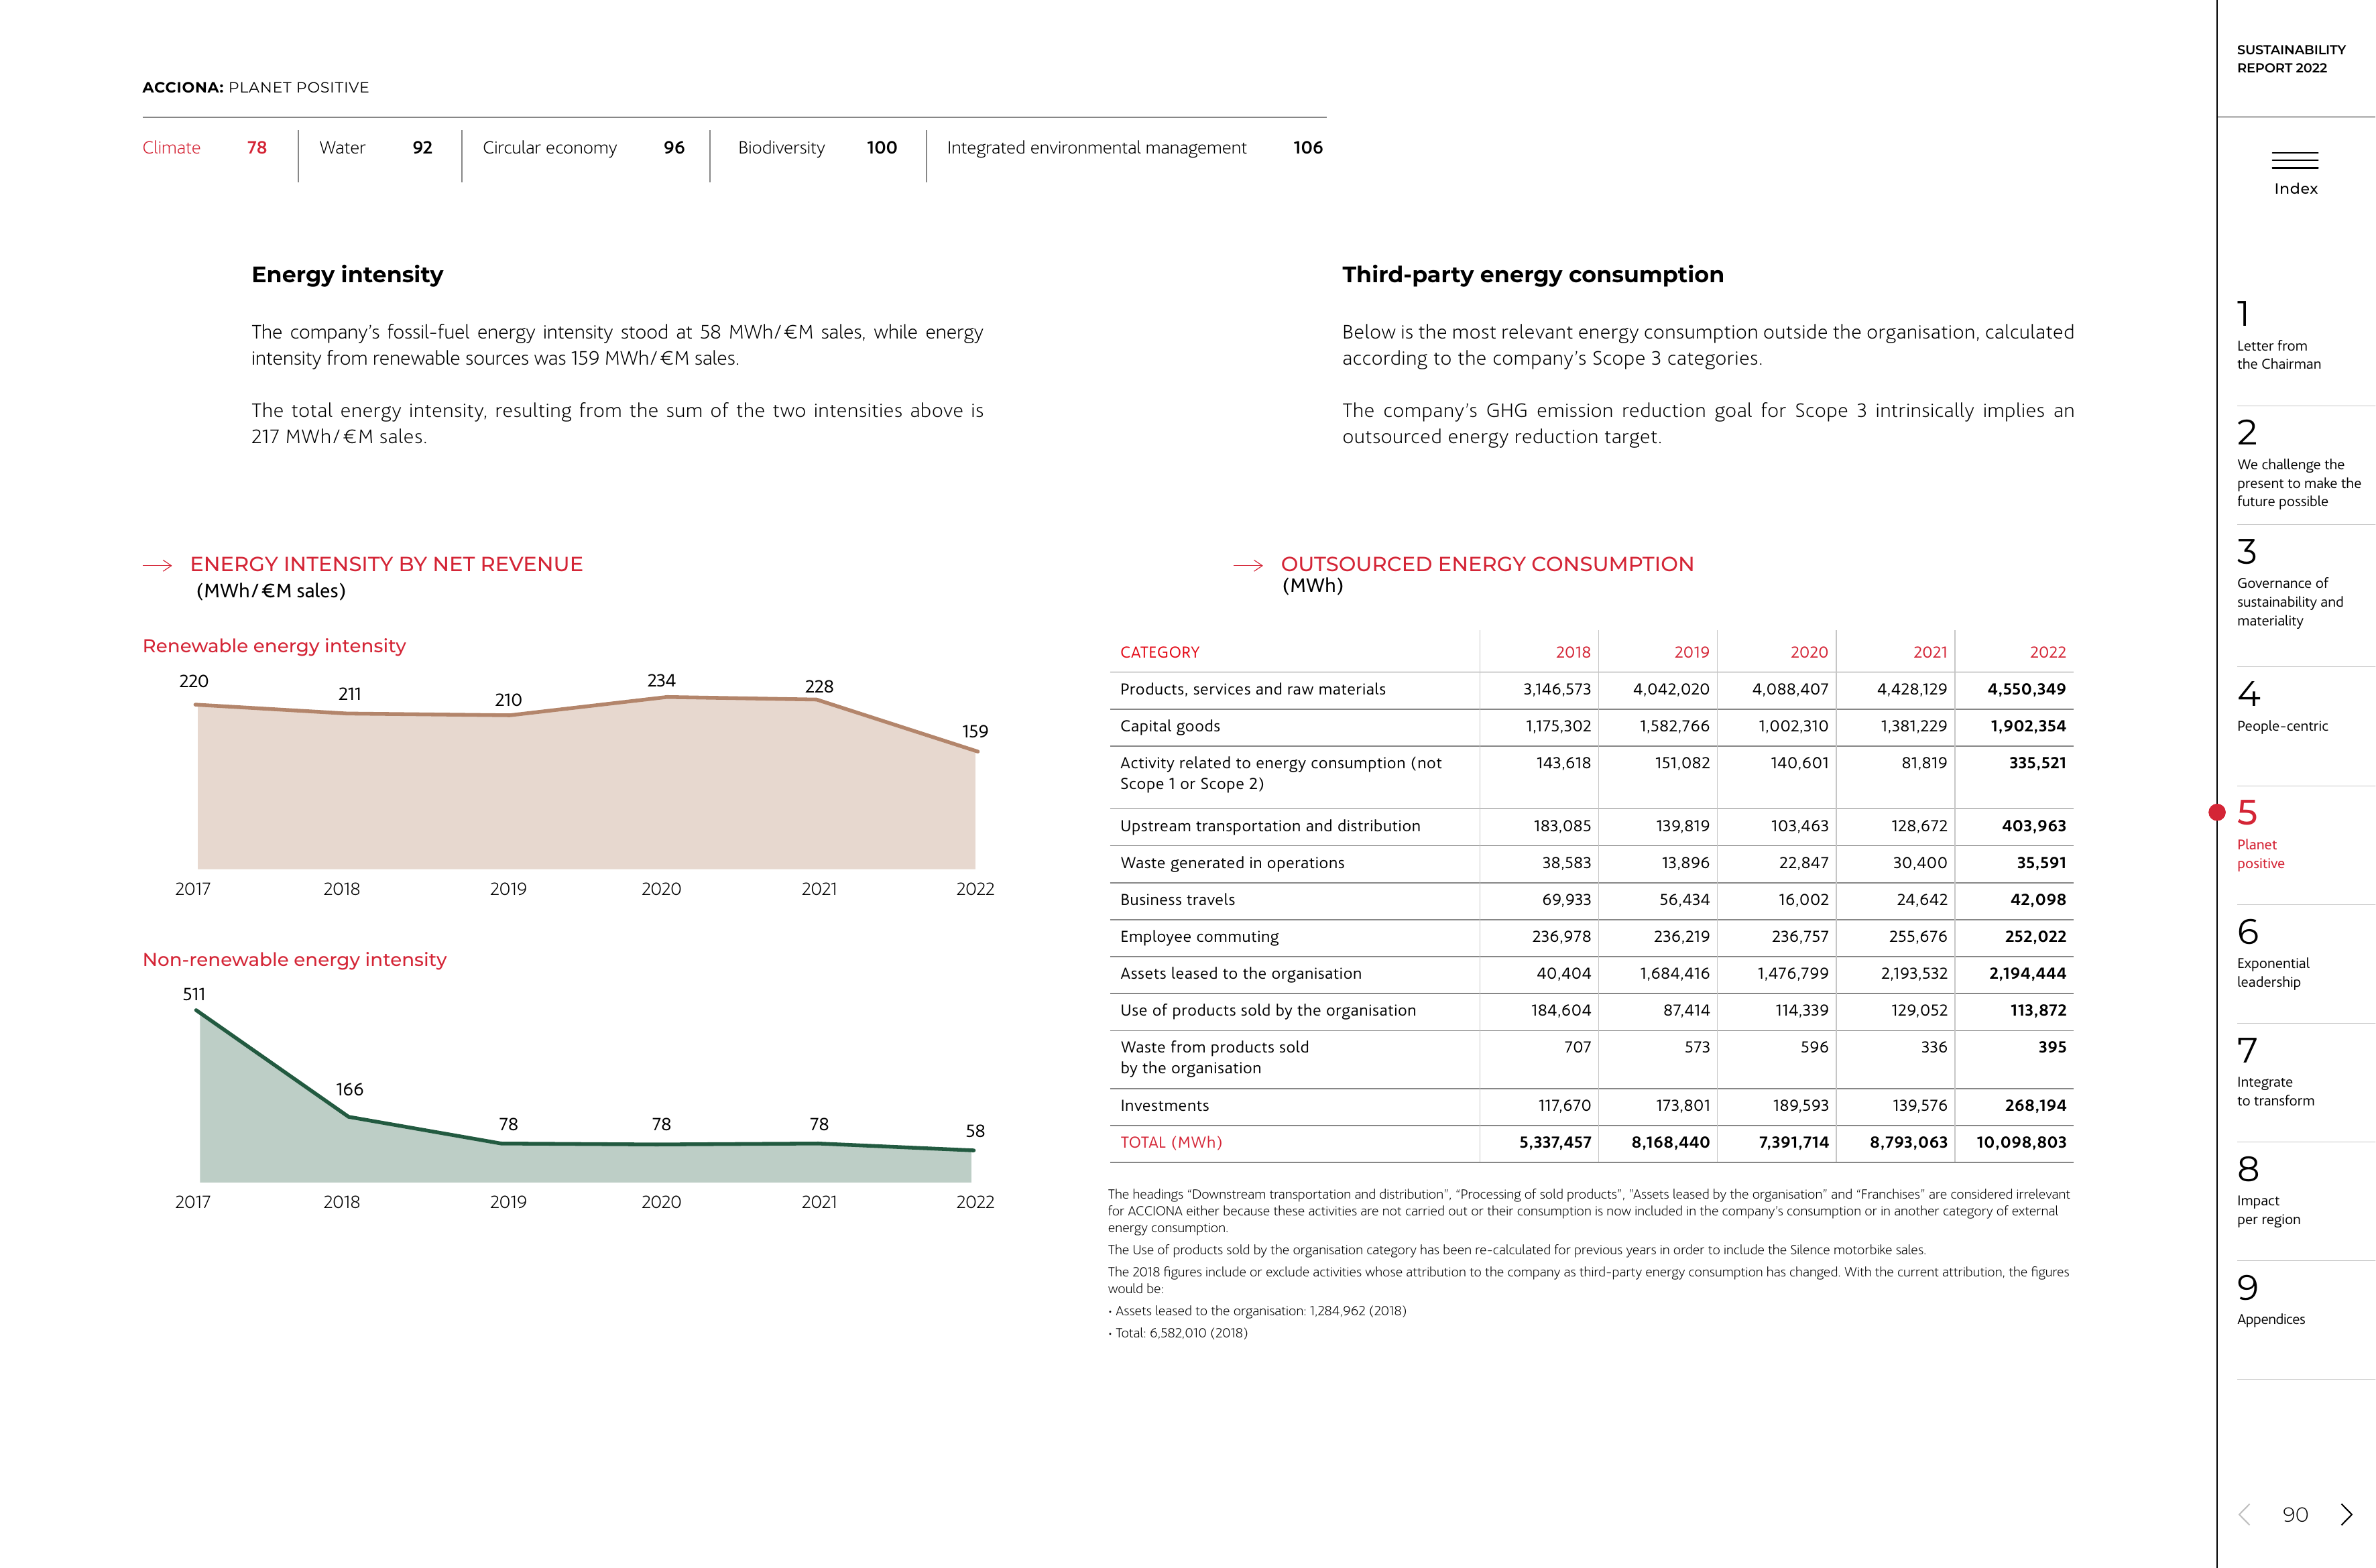 ACCIONA: PLANET POSITIVE
Climate 78 Water 92 Circular economy 96 Biodiversity 100 Integrated environmental management 106
Energy intensity
The company's fossil-fuel energy intensity stood at 58 MWh/€M sales, while energy
intensity from renewable sources was 159 MWh/€M sales.
The total energy intensity, resulting from the sum of the two intensities above is
217 MWh/€M sales.
→ ENERGY INTENSITY BY NET REVENUE
(MWh/€M sales)
Renewable energy intensity
220 211 210 234 228 159
2017 2018 2019 2020 2021 2022
Non-renewable energy intensity
511 166 78 78 78 58
2017 2018 2019 2020 2021 2022
Third-party energy consumption
Below is the most relevant energy consumption outside the organisation, calculated
according to the company's Scope 3 categories.
The company's GHG emission reduction goal for Scope 3 intrinsically implies an
outsourced energy reduction target.
→ OUTSOURCED ENERGY CONSUMPTION
(MWh)
CATEGORY 2018 2019 2020 2021 2022
Products, services and raw materials 3,146,573 4,042,020 4,088,407 4,428,129 4,550,349
Capital goods 1,175,302 1,582,766 1,002,310 1,381,229 1,902,354
Activity related to energy consumption (not 143,618 151,082 140,601 81,819 335,521
Scope 1 or Scope 2)
Upstream transportation and distribution 183,085 139,819 103,463 128,672 403,963
Waste generated in operations 38,583 13,896 22,847 30,400 35,591
Business travels 69,933 56,434 16,002 24,642 42,098
Employee commuting 236,978 236,219 236,757 255,676 252,022
Assets leased to the organisation 40,404 1,684,416 1,476,799 2,193,532 2,194,444
Use of products sold by the organisation 184,604 87,414 114,339 129,052 113,872
Waste from products sold 707 573 596 336 395
by the organisation
Investments 117,670 173,801 189,593 139,576 268,194
TOTAL (MWh) 5,337,457 8,168,440 7,391,714 8,793,063 10,098,803
The headings “Downstream transportation and distribution”, “Processing of sold products”, ”Assets leased by the organisation” and “Franchises” are considered irrelevant
for ACCIONA either because these activities are not carried out or their consumption is now included in the company's consumption or in another category of external
energy consumption.
The Use of products sold by the organisation category has been re-calculated for previous years in order to include the Silence motorbike sales.
The 2018 figures include or exclude activities whose attribution to the company as third-party energy consumption has changed. With the current attribution, the figures
would be:
• Assets leased to the organisation: 1,284,962 (2018)
• Total: 6,582,010 (2018)
SUSTAINABILITY
REPORT 2022
Index
1
Letter from
the Chairman
2
We challenge the
present to make the
future possible
3
Governance of
sustainability and
materiality
4
People-centric
5
Planet
positive
6
Exponential
leadership
7
Integrate
to transform
8
Impact
per region
9
Appendices
90